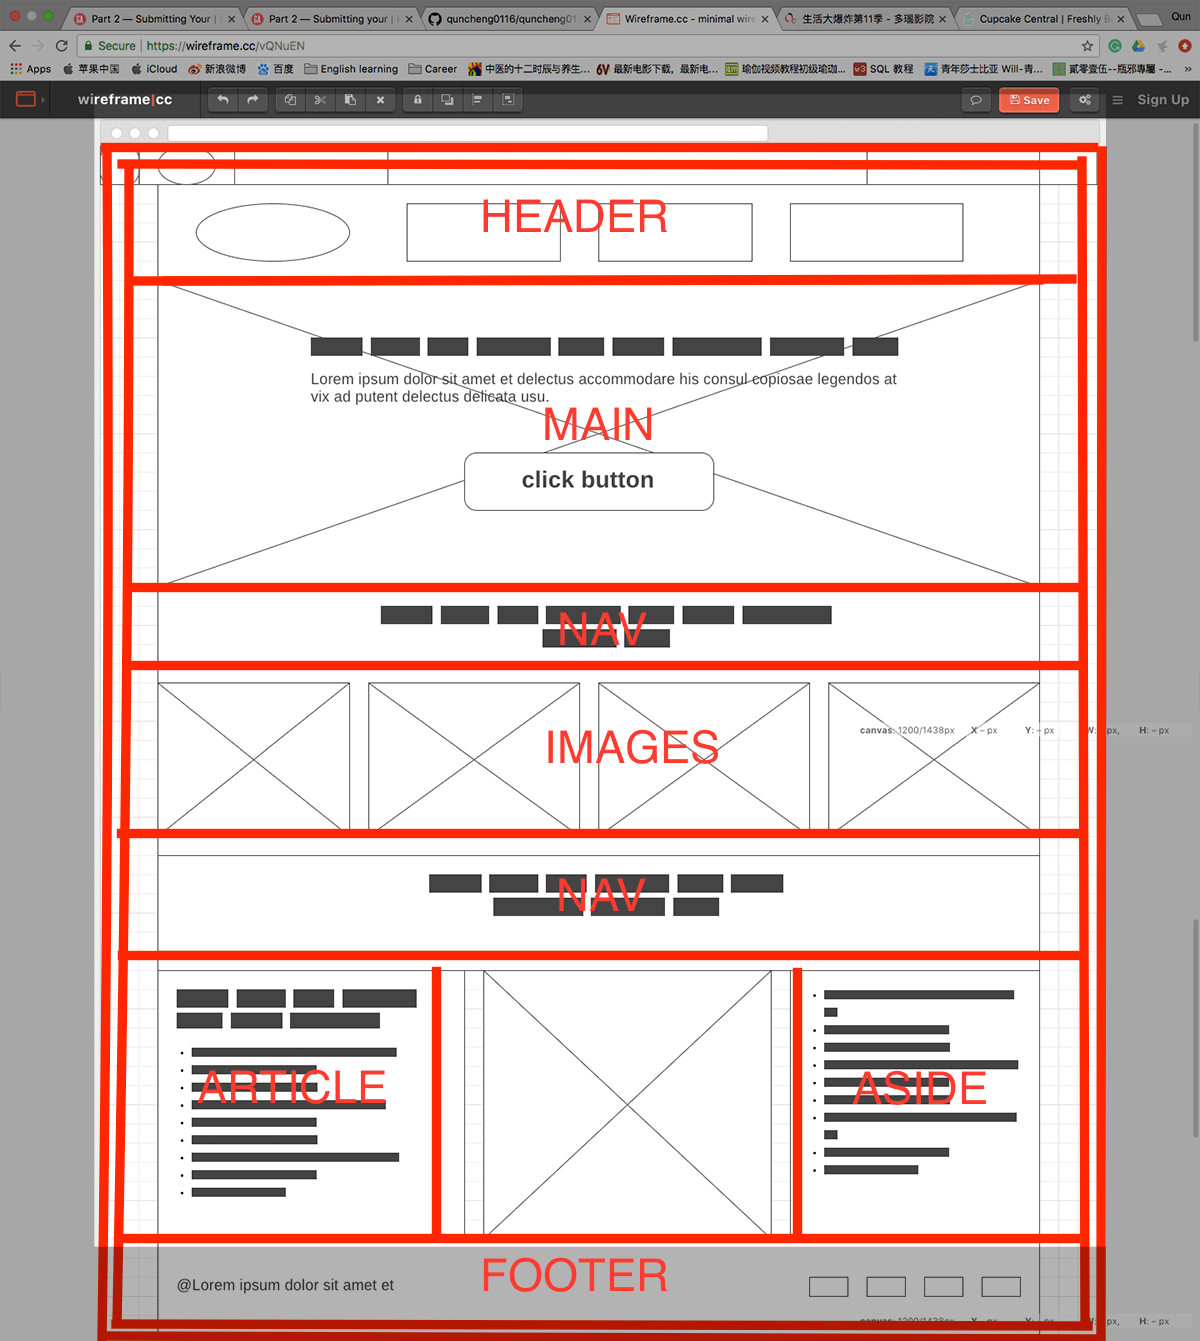 Part 2 — Submitting Your
Part 2 — Submitting your
quncheng0116/quncheng01
Wireframe.cc - minimal wire
生活大爆炸第11季 - 多瑙影院
Cupcake Central | Freshly B
Qun
Secure | https://wireframe.cc/vQNuEN
Apps
苹果中国
iCloud
新浪微博
百度
English learning
Career
中医的十二时辰与养生...
最新电影下载，最新电...
瑜伽视频教程初级瑜珈...
SQL 教程
青年莎士比亚 Will-青...
貳零壹伍--瓶邪專屬 -...
»
wireframe|cc
Save
Sign Up
HEADER
Lorem ipsum dolor sit amet et delectus accommodare his consul copiosae legendos at
vix ad putent delectus delicata usu.
MAIN
click button
NAV
canvas: 1200/1438px X – px Y: – px W: px, H: – px
IMAGES
NAV
ARTICLE
ASIDE
FOOTER
@Lorem ipsum dolor sit amet et
canvas: 1200/1438px X – px Y: – px W: px, H: – px